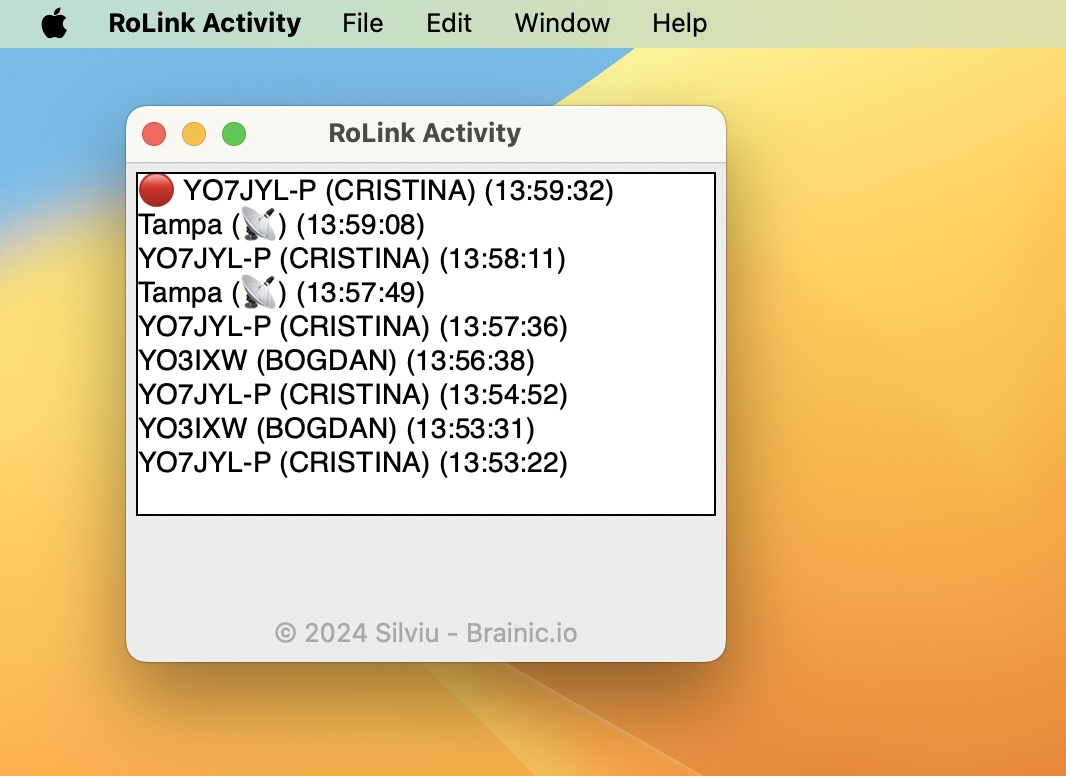 RoLink Activity File Edit Window Help
RoLink Activity
🔴 YO7JYL-P (CRISTINA) (13:59:32)
Tampa (📡) (13:59:08)
YO7JYL-P (CRISTINA) (13:58:11)
Tampa (📡) (13:57:49)
YO7JYL-P (CRISTINA) (13:57:36)
YO3IXW (BOGDAN) (13:56:38)
YO7JYL-P (CRISTINA) (13:54:52)
YO3IXW (BOGDAN) (13:53:31)
YO7JYL-P (CRISTINA) (13:53:22)
© 2024 Silviu - Brainic.io